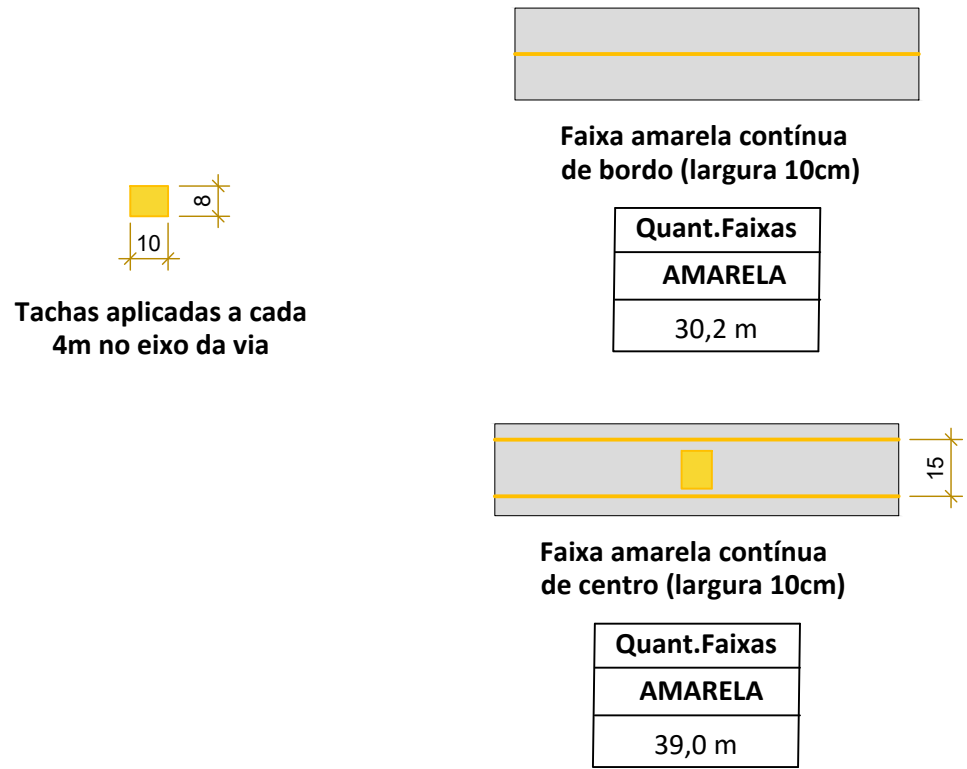 Faixa amarela contínua
de bordo (largura 10cm)
Quant.Faixas
AMARELA
30,2 m
8
10
Tachas aplicadas a cada
4m no eixo da via
15
Faixa amarela contínua
de centro (largura 10cm)
Quant.Faixas
AMARELA
39,0 m